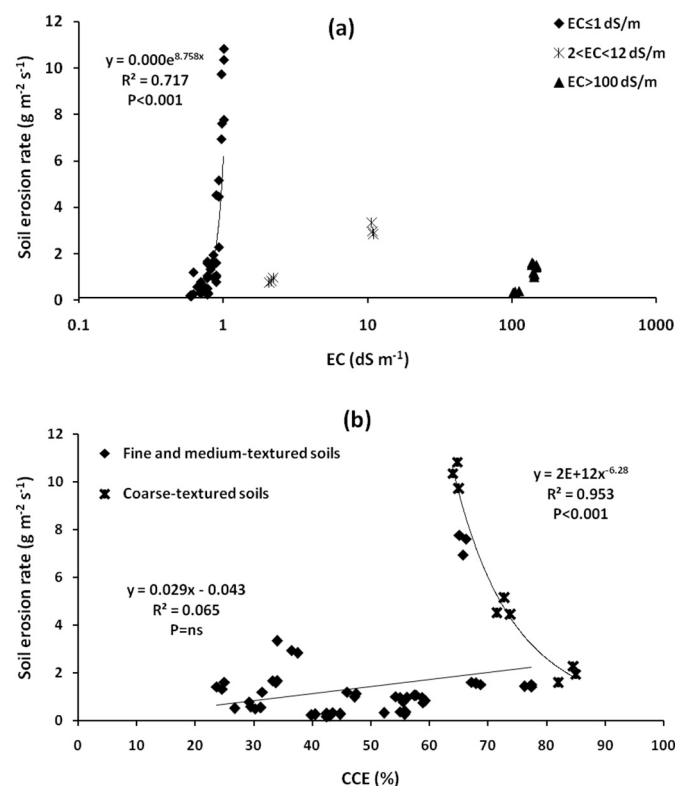 (a)
EC≤1 dS/m
2<EC<12 dS/m
EC>100 dS/m
y = 0.000e^8.758x
R² = 0.717
P<0.001
Soil erosion rate (g m⁻² s⁻¹)
12
10
8
6
4
2
0
0.1 1 10 100 1000
EC (dS m⁻¹)
(b)
Fine and medium-textured soils
Coarse-textured soils
y = 2E+12x^-6.28
R² = 0.953
P<0.001
y = 0.029x - 0.043
R² = 0.065
P=ns
Soil erosion rate (g m⁻² s⁻¹)
12
10
8
6
4
2
0
0 10 20 30 40 50 60 70 80 90 100
CCE (%)